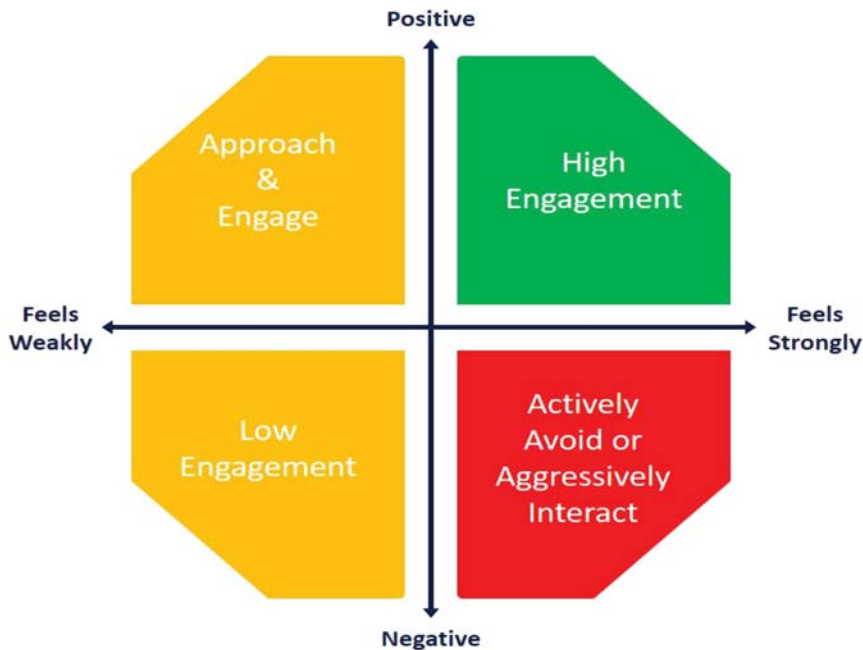 Positive
Approach
&
Engage
High
Engagement
Feels
Weakly
Feels
Strongly
Low
Engagement
Actively
Avoid or
Aggressively
Interact
Negative